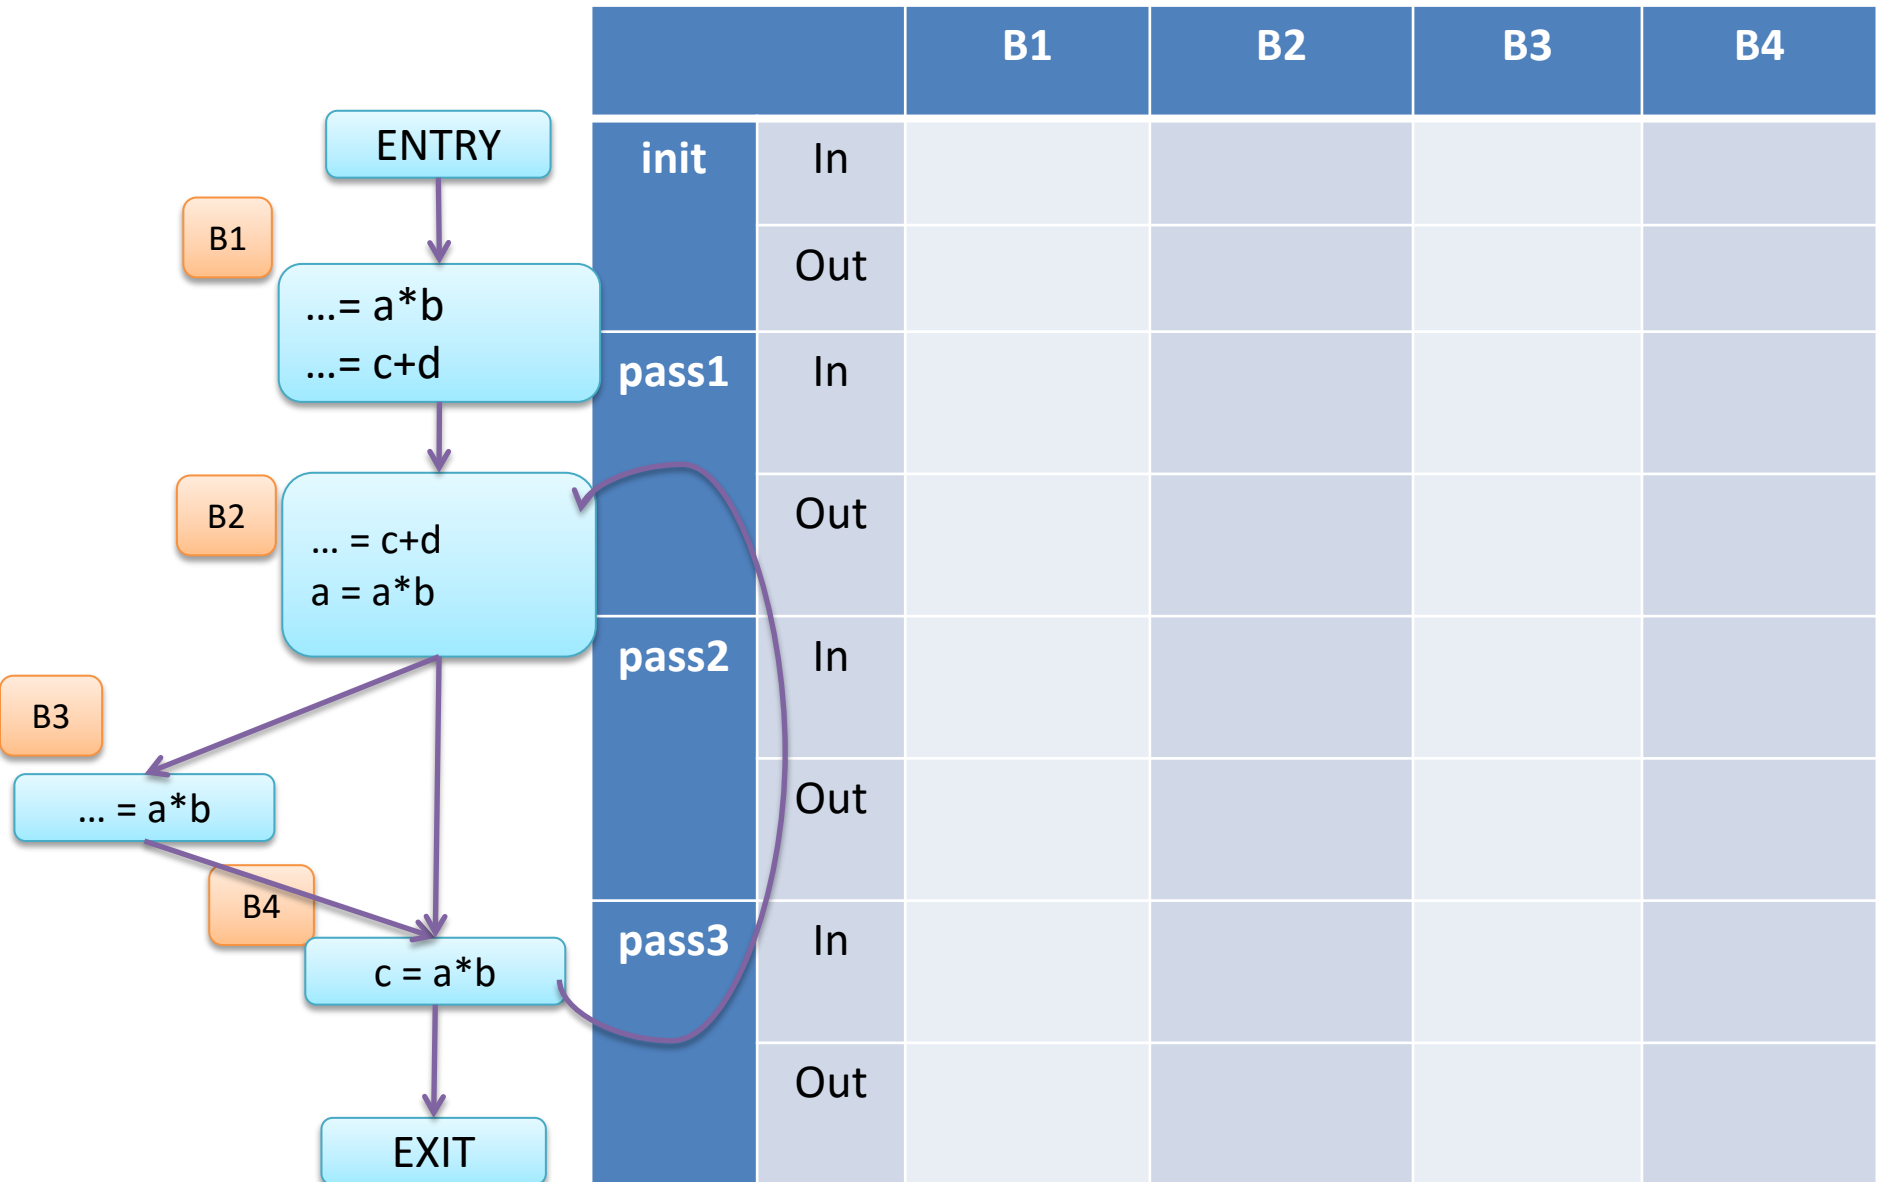 ENTRY
B1
…= a*b
…= c+d
B2
… = c+d
a = a*b
B3
… = a*b
B4
c = a*b
EXIT
B1 B2 B3 B4
init In
Out
pass1 In
Out
pass2 In
Out
pass3 In
Out